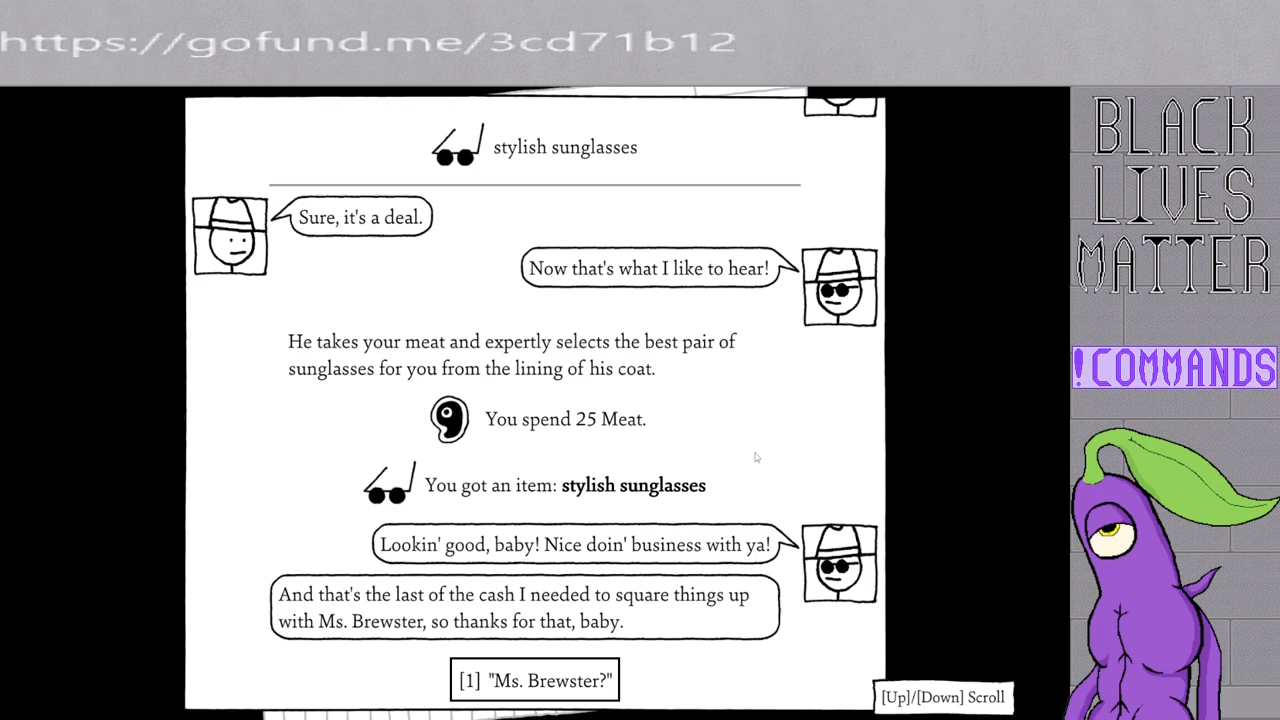 https://gofund.me/3cd71b12
BLACK
LIVES
MATTER
stylish sunglasses
Sure, it's a deal.
Now that's what I like to hear!
He takes your meat and expertly selects the best pair of
sunglasses for you from the lining of his coat.
You spend 25 Meat.
You got an item: stylish sunglasses
Lookin' good, baby! Nice doin' business with ya!
And that's the last of the cash I needed to square things up
with Ms. Brewster, so thanks for that, baby.
[1] "Ms. Brewster?"
[Up]/[Down] Scroll
!COMMANDS